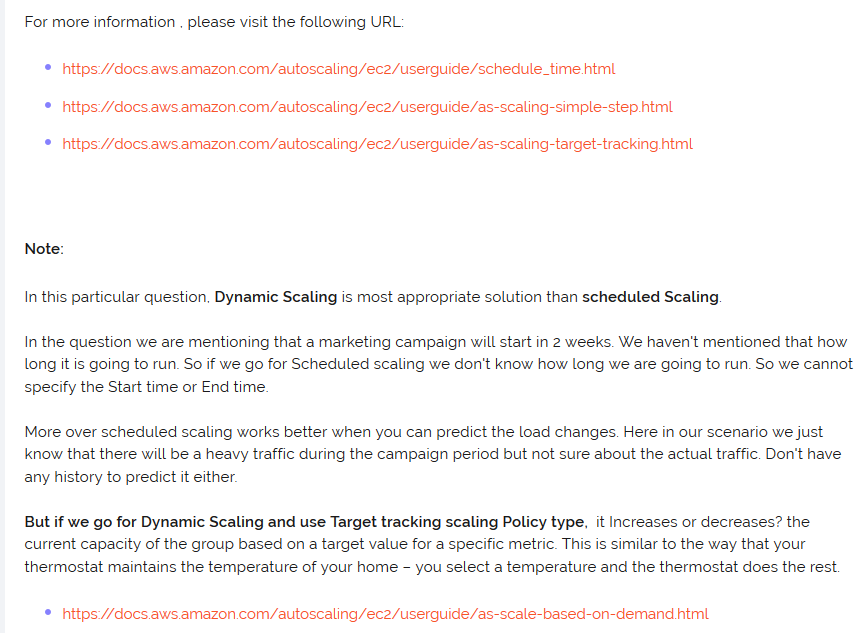 For more information , please visit the following URL:
https://docs.aws.amazon.com/autoscaling/ec2/userguide/schedule_time.html
https://docs.aws.amazon.com/autoscaling/ec2/userguide/as-scaling-simple-step.html
https://docs.aws.amazon.com/autoscaling/ec2/userguide/as-scaling-target-tracking.html
Note:
In this particular question, Dynamic Scaling is most appropriate solution than scheduled Scaling.
In the question we are mentioning that a marketing campaign will start in 2 weeks. We haven't mentioned that how
long it is going to run. So if we go for Scheduled scaling we don't know how long we are going to run. So we cannot
specify the Start time or End time.
More over scheduled scaling works better when you can predict the load changes. Here in our scenario we just
know that there will be a heavy traffic during the campaign period but not sure about the actual traffic. Don't have
any history to predict it either.
But if we go for Dynamic Scaling and use Target tracking scaling Policy type, it Increases or decreases? the
current capacity of the group based on a target value for a specific metric. This is similar to the way that your
thermostat maintains the temperature of your home – you select a temperature and the thermostat does the rest.
https://docs.aws.amazon.com/autoscaling/ec2/userguide/as-scale-based-on-demand.html